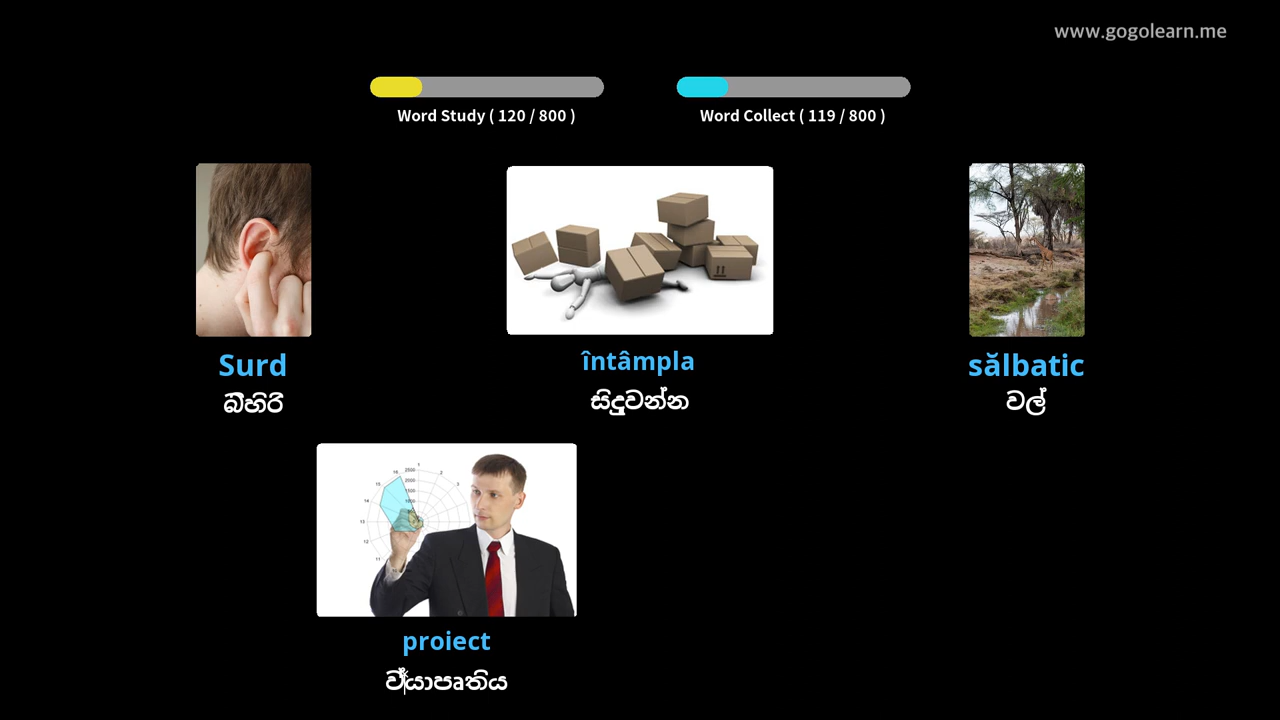 www.gogolearn.me
Word Study ( 120 / 800 )
Word Collect ( 119 / 800 )
Surd
බිහිරි
întâmpla
සිදුවන්න
sălbatic
වල්
proiect
ව්‍යාපෘතිය